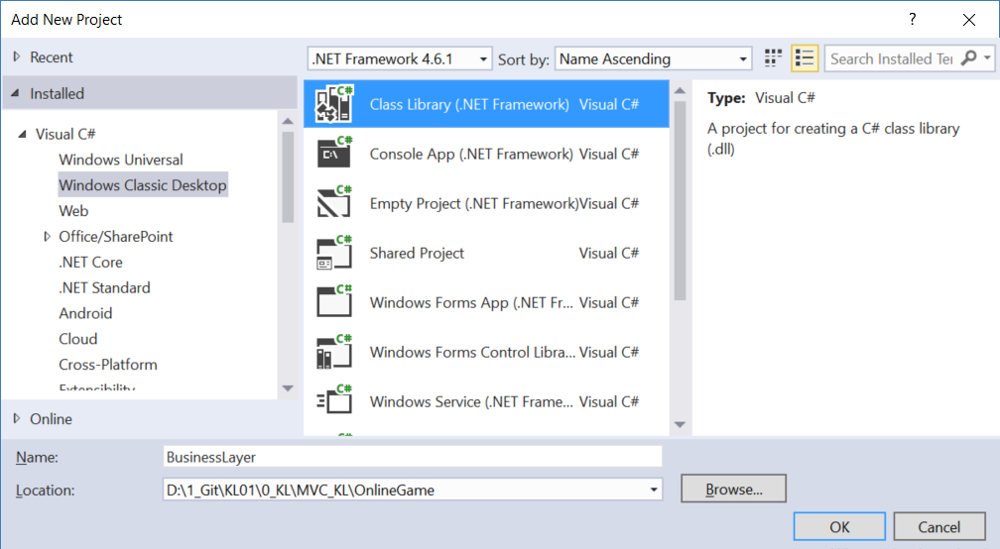 Add New Project
?
Recent
.NET Framework 4.6.1
Sort by:
Name Ascending
Search Installed Ter
Installed
Visual C#
Windows Universal
Windows Classic Desktop
Web
Office/SharePoint
.NET Core
.NET Standard
Android
Cloud
Cross-Platform
Extensibility
Online
C# Class Library (.NET Framework) Visual C#
C# Console App (.NET Framework) Visual C#
C# Empty Project (.NET Framework) Visual C#
C# Shared Project Visual C#
C# Windows Forms App (.NET Fr... Visual C#
C# Windows Forms Control Libra... Visual C#
C# Windows Service (.NET Frame... Visual C#
C#
Type: Visual C#
A project for creating a C# class library
(.dll)
Name: BusinessLayer
Location: D:\1_Git\KL01\0_KL\MVC_KL\OnlineGame
Browse...
OK
Cancel